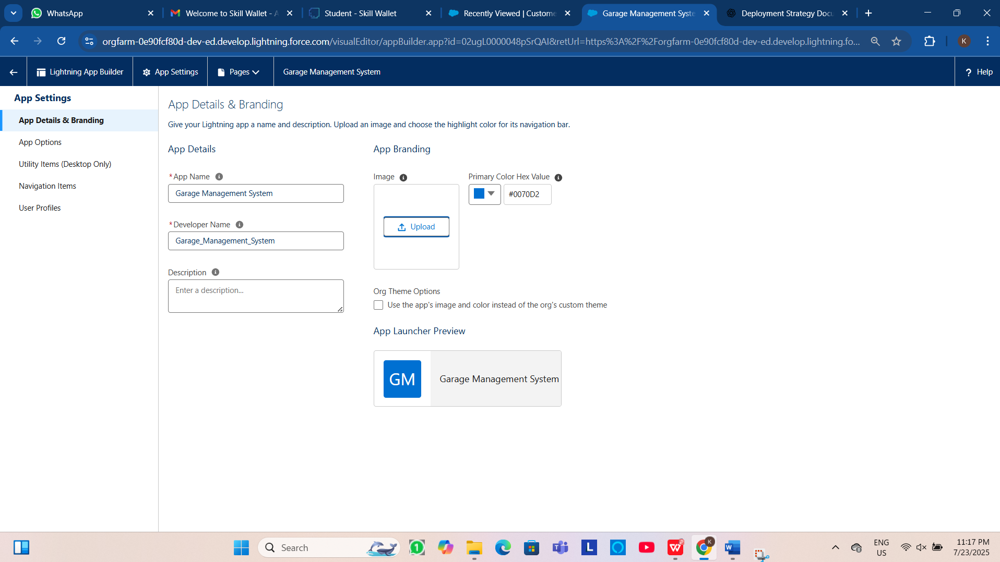 WhatsApp
Welcome to Skill Wallet - A
Student - Skill Wallet
Recently Viewed | Custome
Garage Management Syste
Deployment Strategy Docu
orgfarm-0e90fcf80d-dev-ed.develop.lightning.force.com/visualEditor/appBuilder.app?id=02ugL0000048pSrQAI&retUrl=https%3A%2F%2Forgfarm-0e90fcf80d-dev-ed.develop.lightning.fo...
K
Lightning App Builder
App Settings
Pages
Garage Management System
? Help
App Settings
App Details & Branding
App Options
Utility Items (Desktop Only)
Navigation Items
User Profiles
App Details & Branding
Give your Lightning app a name and description. Upload an image and choose the highlight color for its navigation bar.
App Details
*App Name
Garage Management System
*Developer Name
Garage_Management_System
Description
Enter a description...
App Branding
Image
Primary Color Hex Value
Upload
#0070D2
Org Theme Options
Use the app's image and color instead of the org's custom theme
App Launcher Preview
GM
Garage Management System
Search
1
L
W
K
W
ENG
US
11:17 PM
7/23/2025